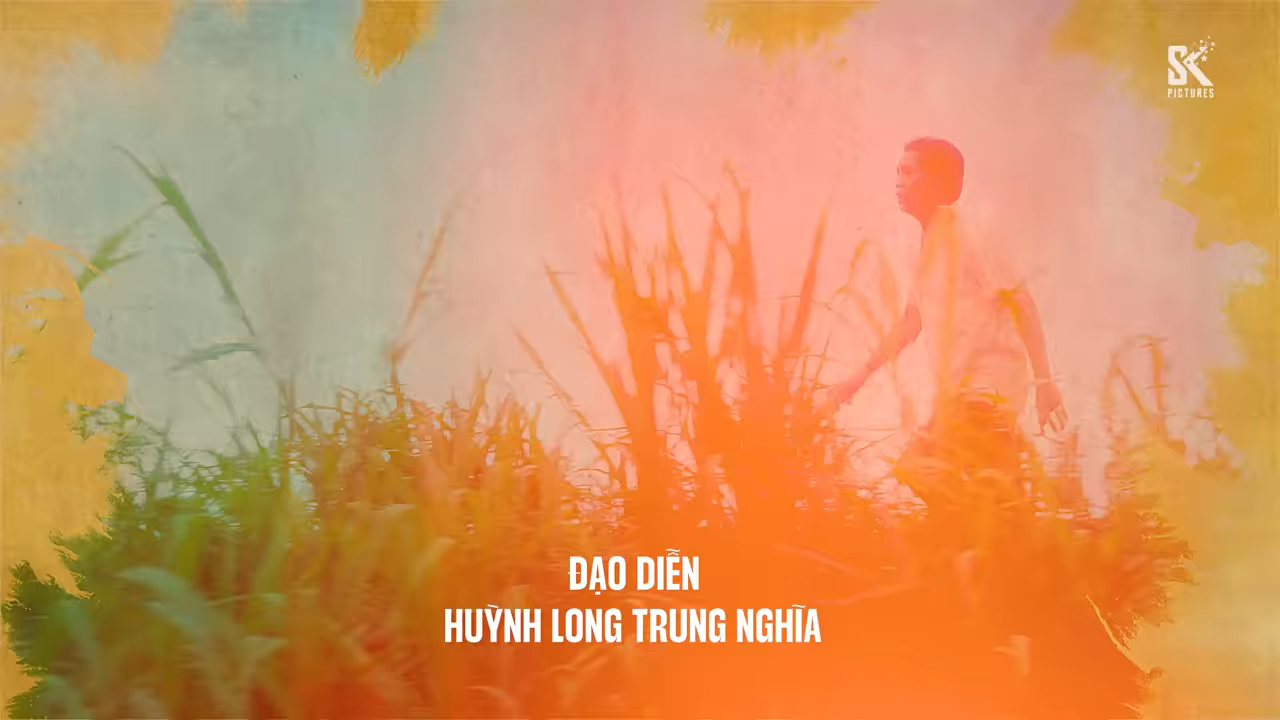 SK
PICTURES
ĐẠO DIỄN
HUỲNH LONG TRUNG NGHĨA